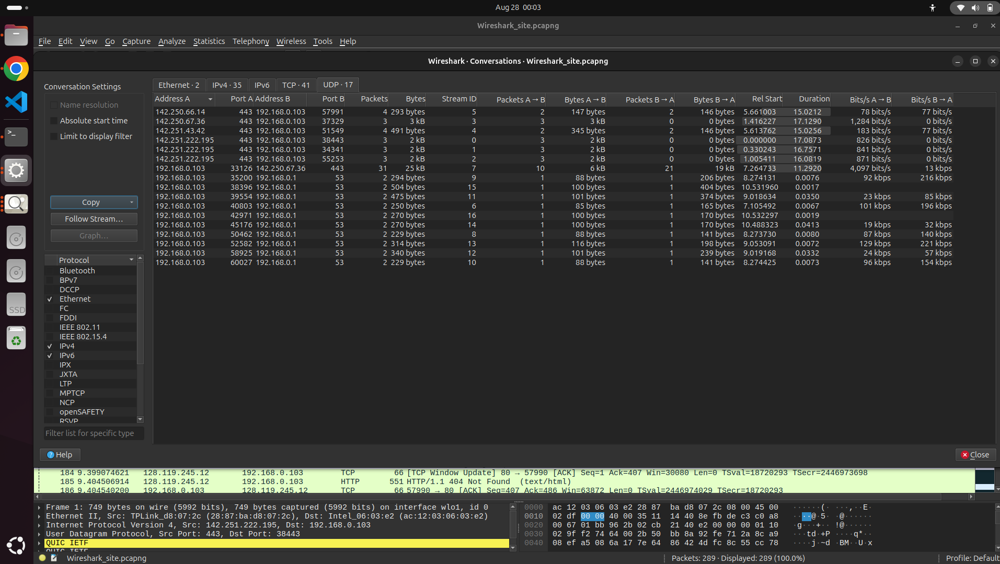 Aug 28 00:03
Wireshark_site.pcapng
File Edit View Go Capture Analyze Statistics Telephony Wireless Tools Help
Wireshark · Conversations · Wireshark_site.pcapng
Conversation Settings
Name resolution
Absolute start time
Limit to display filter
Copy
Follow Stream…
Graph…
Protocol
Bluetooth
BPv7
DCCP
Ethernet
FC
FDDI
IEEE 802.11
IEEE 802.15.4
IPv4
IPv6
IPX
JXTA
LTP
MPTCP
NCP
openSAFETY
RSVP
Filter list for specific type
Ethernet · 2 IPv4 · 35 IPv6 TCP · 41 UDP · 17
Address A Port A Address B Port B Packets Bytes Stream ID Packets A → B Bytes A → B Packets B → A Bytes B → A Rel Start Duration Bits/s A → B Bits/s B → A
142.250.66.14 443 192.168.0.103 57991 4 293 bytes 5 2 147 bytes 2 146 bytes 5.661003 15.0212 78 bits/s 77 bits/s
142.250.67.36 443 192.168.0.103 37329 3 3 kB 3 3 3 kB 0 0 bytes 1.416227 17.1290 1,284 bits/s 0 bits/s
142.251.43.42 443 192.168.0.103 51549 4 491 bytes 4 2 345 bytes 2 146 bytes 5.613762 15.0256 183 bits/s 77 bits/s
142.251.222.195 443 192.168.0.103 38443 3 2 kB 0 3 2 kB 0 0 bytes 0.000000 17.0873 826 bits/s 0 bits/s
142.251.222.195 443 192.168.0.103 34341 3 2 kB 1 3 2 kB 0 0 bytes 0.330243 16.7571 841 bits/s 0 bits/s
142.251.222.195 443 192.168.0.103 55253 3 2 kB 2 3 2 kB 0 0 bytes 1.005411 16.0819 871 bits/s 0 bits/s
192.168.0.103 33126 142.250.67.36 443 31 25 kB 7 10 6 kB 21 19 kB 7.264733 11.2920 4,097 bits/s 13 kbps
192.168.0.103 35200 192.168.0.1 53 2 294 bytes 9 1 88 bytes 1 206 bytes 8.274131 0.0076 92 kbps 216 kbps
192.168.0.103 38396 192.168.0.1 53 2 504 bytes 15 1 100 bytes 1 404 bytes 10.531960 0.0017
192.168.0.103 39554 192.168.0.1 53 2 475 bytes 11 1 101 bytes 1 374 bytes 9.018634 0.0350 23 kbps 85 kbps
192.168.0.103 40803 192.168.0.1 53 2 250 bytes 6 1 85 bytes 1 165 bytes 7.105492 0.0067 101 kbps 196 kbps
192.168.0.103 42971 192.168.0.1 53 2 270 bytes 16 1 100 bytes 1 170 bytes 10.532297 0.0019
192.168.0.103 45176 192.168.0.1 53 2 270 bytes 14 1 100 bytes 1 170 bytes 10.488323 0.0413 19 kbps 32 kbps
192.168.0.103 50462 192.168.0.1 53 2 229 bytes 8 1 88 bytes 1 141 bytes 8.273730 0.0080 87 kbps 140 kbps
192.168.0.103 52582 192.168.0.1 53 2 314 bytes 13 1 116 bytes 1 198 bytes 9.053091 0.0072 129 kbps 221 kbps
192.168.0.103 58925 192.168.0.1 53 2 340 bytes 12 1 101 bytes 1 239 bytes 9.019168 0.0332 24 kbps 57 kbps
192.168.0.103 60027 192.168.0.1 53 2 229 bytes 10 1 88 bytes 1 141 bytes 8.274425 0.0073 96 kbps 154 kbps
Help Close
184 9.399074621 128.119.245.12 192.168.0.103 TCP 66 [TCP Window Update] 80 → 57990 [ACK] Seq=1 Ack=407 Win=30080 Len=0 TSval=18720293 TSecr=2446973698
185 9.404506914 128.119.245.12 192.168.0.103 HTTP 551 HTTP/1.1 404 Not Found (text/html)
186 9.404540200 192.168.0.103 128.119.245.12 TCP 66 57990 → 80 [ACK] Seq=407 Ack=486 Win=63872 Len=0 TSval=2446974029 TSecr=18720293
Frame 1: 749 bytes on wire (5992 bits), 749 bytes captured (5992 bits) on interface wlo1, id 0
Ethernet II, Src: TPLink_d8:07:2c (28:87:ba:d8:07:2c), Dst: Intel_06:03:e2 (ac:12:03:06:03:e2)
Internet Protocol Version 4, Src: 142.251.222.195, Dst: 192.168.0.103
User Datagram Protocol, Src Port: 443, Dst Port: 38443
QUIC IETF
QUIC IETF
0000 ac 12 03 06 03 e2 28 87 ba d8 07 2c 08 00 45 00 ······(· ···,··E·
0010 02 df 00 00 40 00 35 11 14 40 8e fb de c3 c0 a8 ····@·5· ·@······
0020 00 67 01 bb 96 2b 02 cb 21 40 e2 00 00 00 01 10 ·g···+·· !@······
0030 02 9f f2 74 64 00 2b 50 bb 8a 92 fe 71 2a 8c a9 ···td·+P ····q*··
0040 08 ef a5 08 6a 17 7e 64 86 42 4d fc 8c 55 cc 78 ····j·~d ·BM··U·x
Wireshark_site.pcapng
Packets: 289 · Displayed: 289 (100.0%)
Profile: Default
SSD